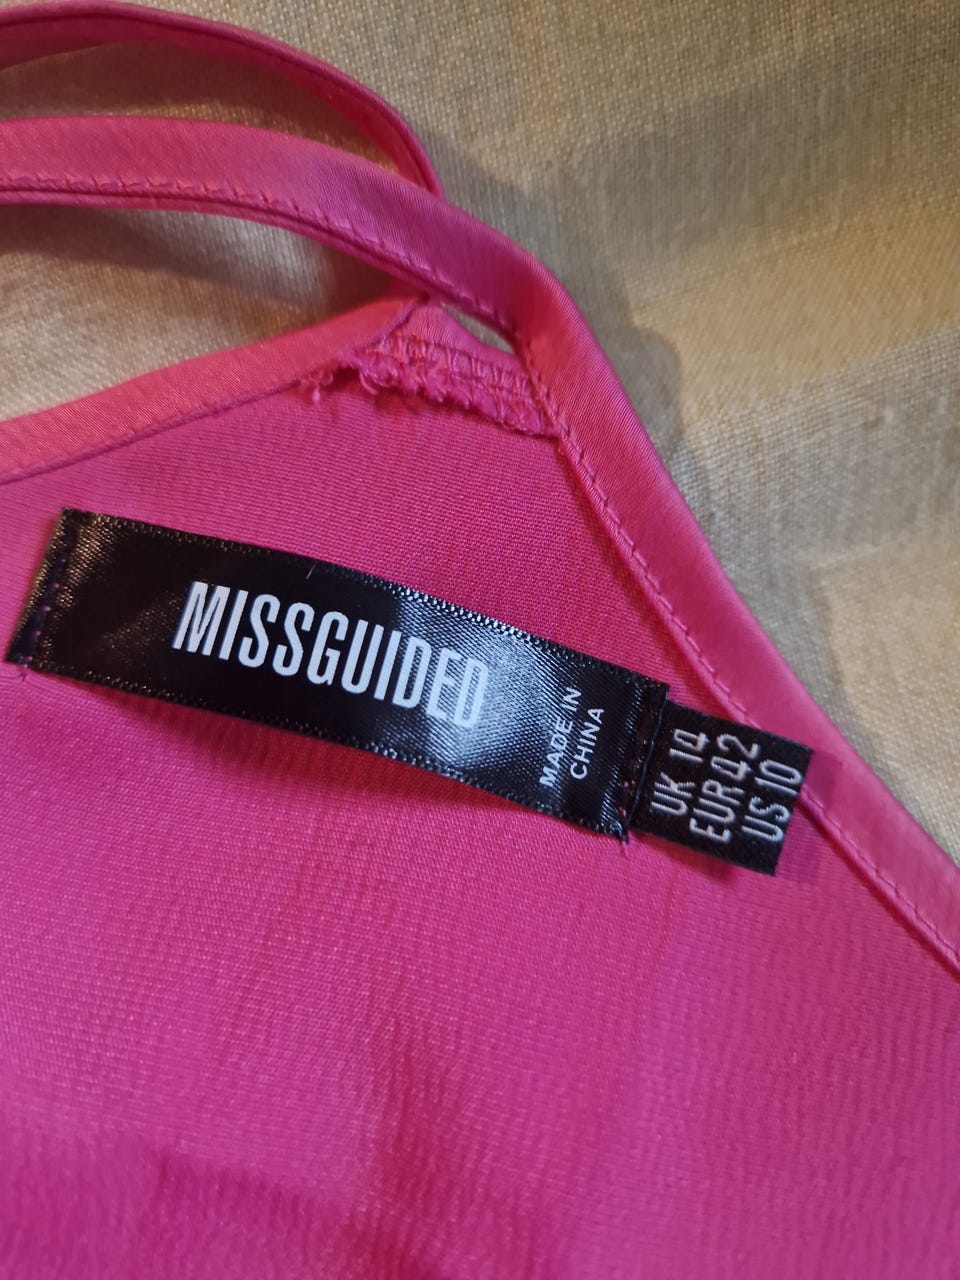 MISSGUIDED
MADE IN
CHINA
UK 14
EUR 42
US 10